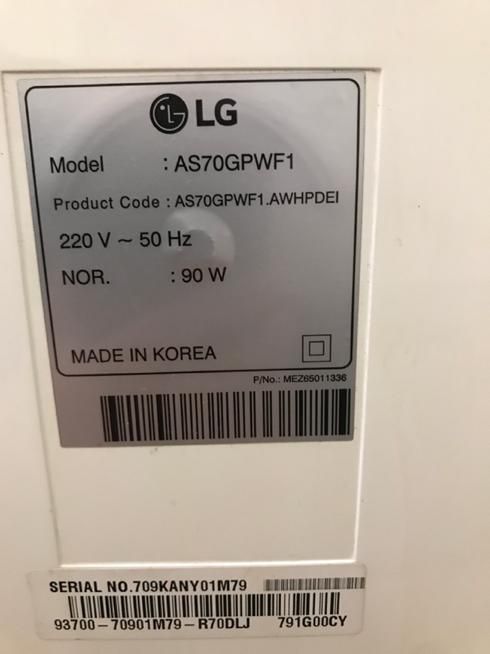 LG
Model : AS70GPWF1
Product Code : AS70GPWF1.AWHPDEI
220 V ~ 50 Hz
NOR. : 90 W
MADE IN KOREA
P/No.: MEZ65011336
SERIAL NO.709KANY01M79
93700-70901M79-R70DLJ 791G00CY